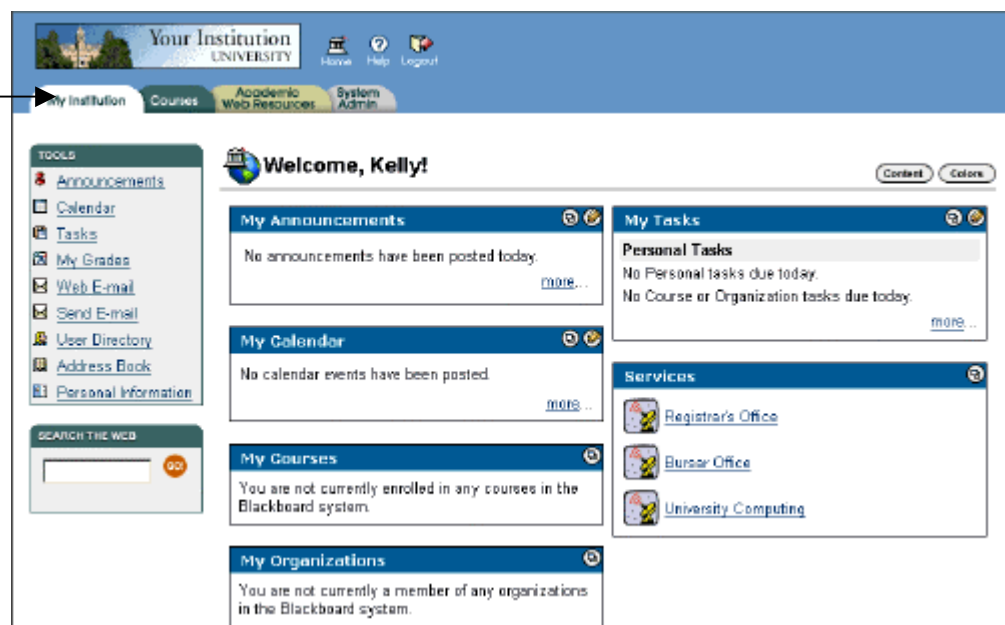 Your Institution
UNIVERSITY
Home Help Logout
My Institution Courses Academic Web Resources System Admin
TOOLS
Announcements
Calendar
Tasks
My Grades
Web E-mail
Send E-mail
User Directory
Address Book
Personal Information
SEARCH THE WEB
GO!
Welcome, Kelly!
Content Colors
My Announcements
No announcements have been posted today.
more...
My Calendar
No calendar events have been posted.
more...
My Courses
You are not currently enrolled in any courses in the
Blackboard system.
My Organizations
You are not currently a member of any organizations
in the Blackboard system.
My Tasks
Personal Tasks
No Personal tasks due today.
No Course or Organization tasks due today.
more...
Services
Registrar's Office
Bursar Office
University Computing